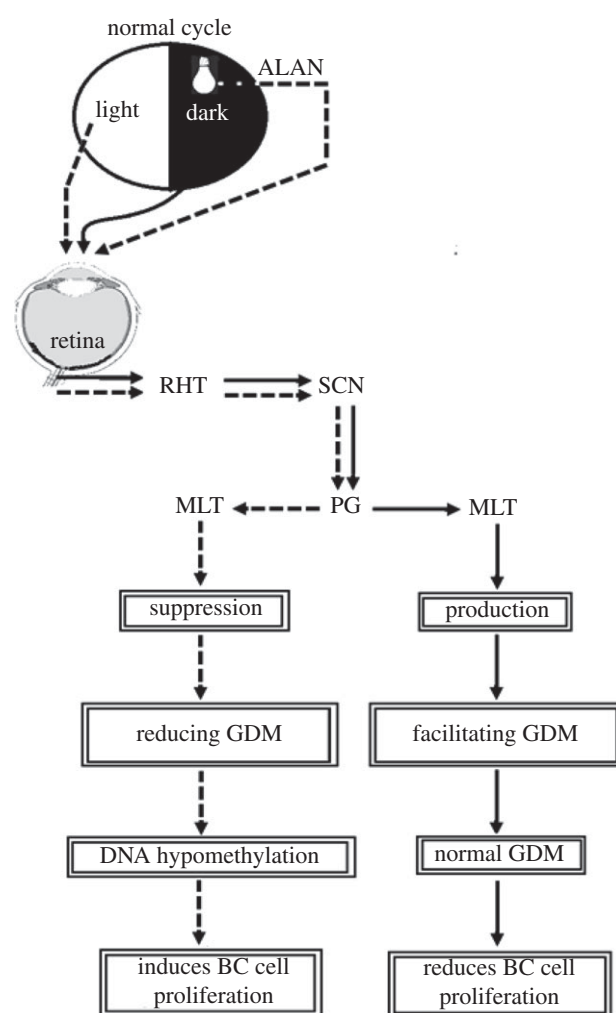 normal cycle
ALAN
light
dark
retina
RHT
SCN
MLT
PG
MLT
suppression
production
reducing GDM
facilitating GDM
DNA hypomethylation
normal GDM
induces BC cell
proliferation
reduces BC cell
proliferation